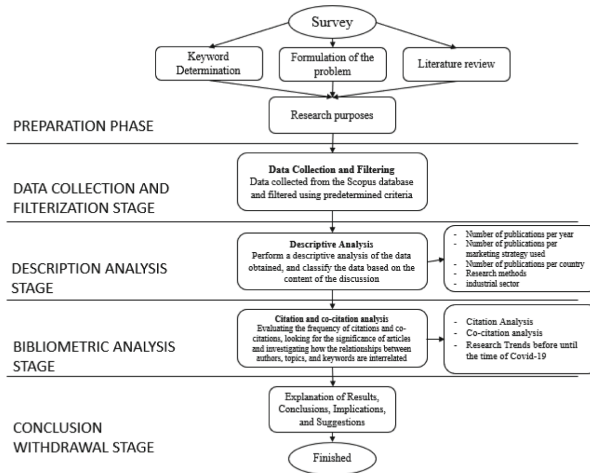 Survey
Keyword
Determination
Formulation of the
problem
Literature review
Research purposes
PREPARATION PHASE
Data Collection and Filtering
Data collected from the Scopus database
and filtered using predetermined criteria
DATA COLLECTION AND
FILTERIZATION STAGE
Descriptive Analysis
Perform a descriptive analysis of the data
obtained, and classify the data based on the
content of the discussion
- Number of publications per year
- Number of publications per
marketing strategy used
- Number of publications per country
- Research methods
- industrial sector
DESCRIPTION ANALYSIS
STAGE
Citation and co-citation analysis
Evaluating the frequency of citations and co-
citations, looking for the significance of articles
and investigating how the relationships between
authors, topics, and keywords are interrelated
- Citation Analysis
- Co-citation analysis
- Research Trends before until
the time of Covid-19
BIBLIOMETRIC ANALYSIS
STAGE
Explanation of Results,
Conclusions, Implications,
and Suggestions
CONCLUSION
WITHDRAWAL STAGE
Finished